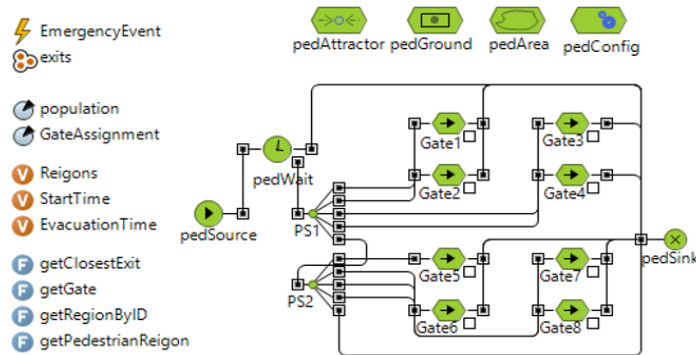 EmergencyEvent
exits
population
GateAssignment
Reigons
StartTime
EvacuationTime
getClosestExit
getGate
getRegionByID
getPedestrianReigon
pedAttractor pedGround pedArea pedConfig
pedWait
pedSource
PS1
PS2
Gate1
Gate2
Gate3
Gate4
Gate5
Gate6
Gate7
Gate8
pedSink